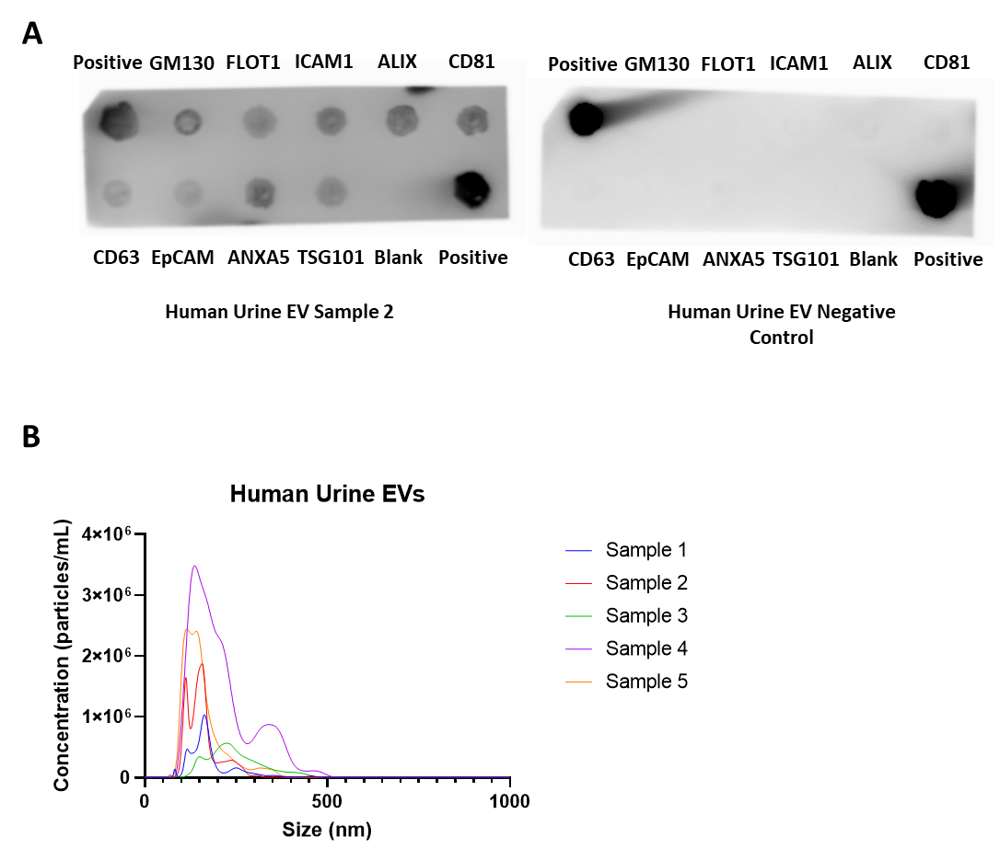 A
Positive GM130 FLOT1 ICAM1 ALIX CD81
Positive GM130 FLOT1 ICAM1 ALIX CD81
CD63 EpCAM ANXA5 TSG101 Blank Positive
CD63 EpCAM ANXA5 TSG101 Blank Positive
Human Urine EV Sample 2
Human Urine EV Negative
Control
B
Human Urine EVs
Concentration (particles/mL)
4×10⁶
3×10⁶
2×10⁶
1×10⁶
0
0 500 1000
Size (nm)
Sample 1
Sample 2
Sample 3
Sample 4
Sample 5